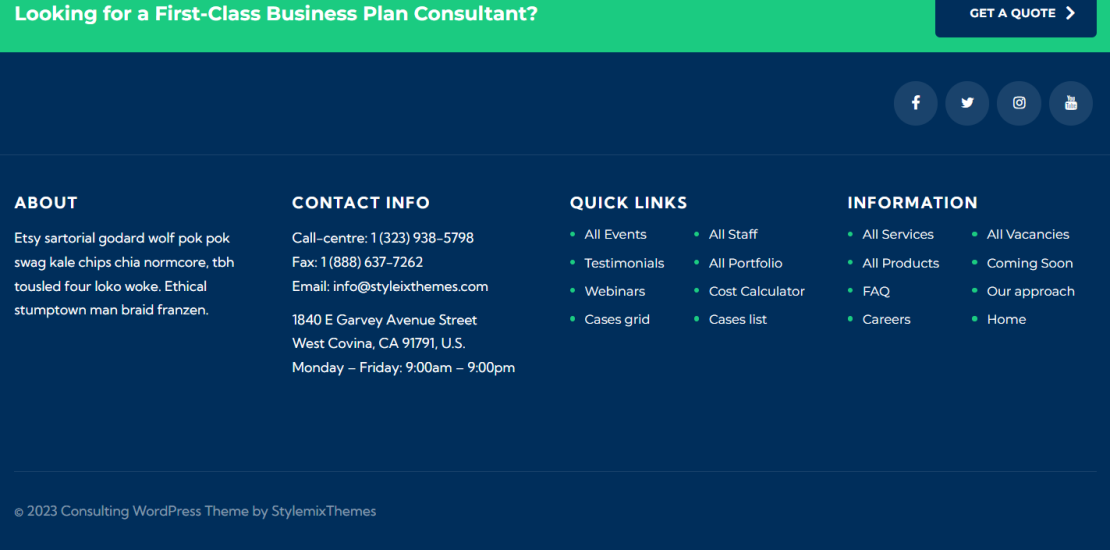 Looking for a First-Class Business Plan Consultant?
GET A QUOTE
ABOUT
Etsy sartorial godard wolf pok pok
swag kale chips chia normcore, tbh
tousled four loko woke. Ethical
stumptown man braid franzen.
CONTACT INFO
Call-centre: 1 (323) 938-5798
Fax: 1 (888) 637-7262
Email: info@styleixthemes.com
1840 E Garvey Avenue Street
West Covina, CA 91791, U.S.
Monday – Friday: 9:00am – 9:00pm
QUICK LINKS
All Events
Testimonials
Webinars
Cases grid
All Staff
All Portfolio
Cost Calculator
Cases list
INFORMATION
All Services
All Products
FAQ
Careers
All Vacancies
Coming Soon
Our approach
Home
© 2023 Consulting WordPress Theme by StylemixThemes